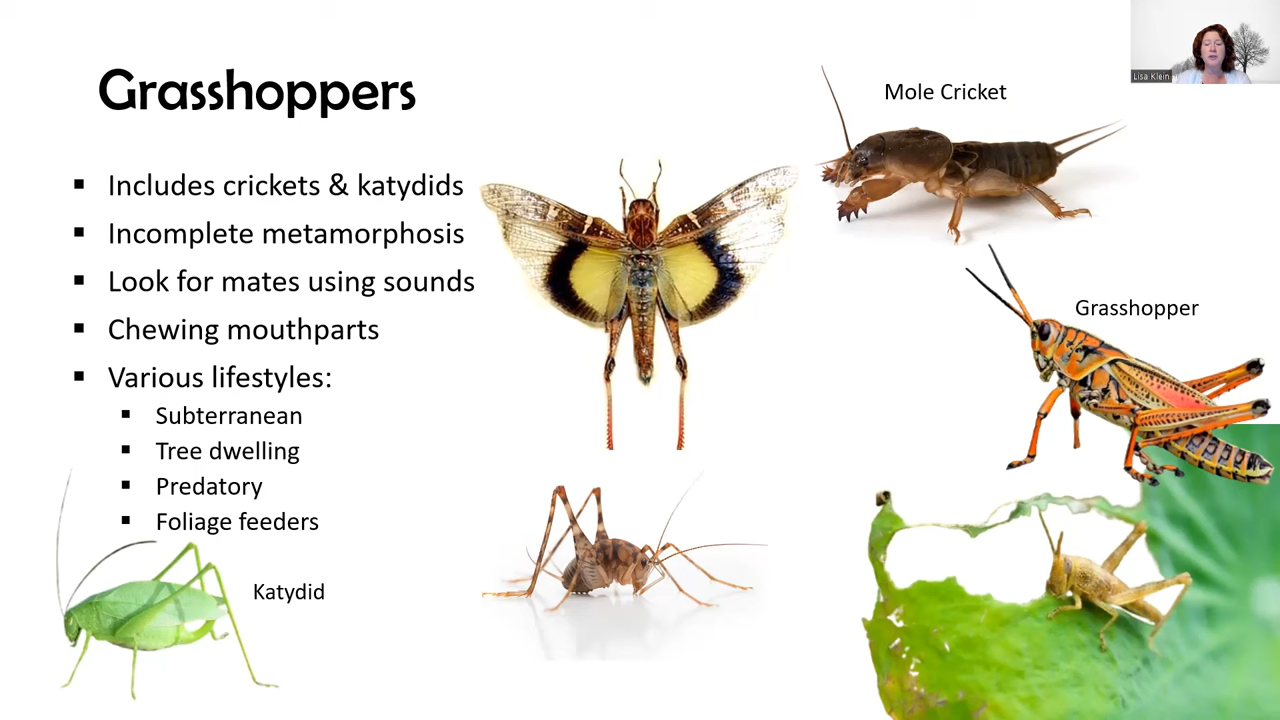 Grasshoppers
▪ Includes crickets & katydids
▪ Incomplete metamorphosis
▪ Look for mates using sounds
▪ Chewing mouthparts
▪ Various lifestyles:
▪ Subterranean
▪ Tree dwelling
▪ Predatory
▪ Foliage feeders
Katydid
Mole Cricket
Grasshopper
Lisa Klein